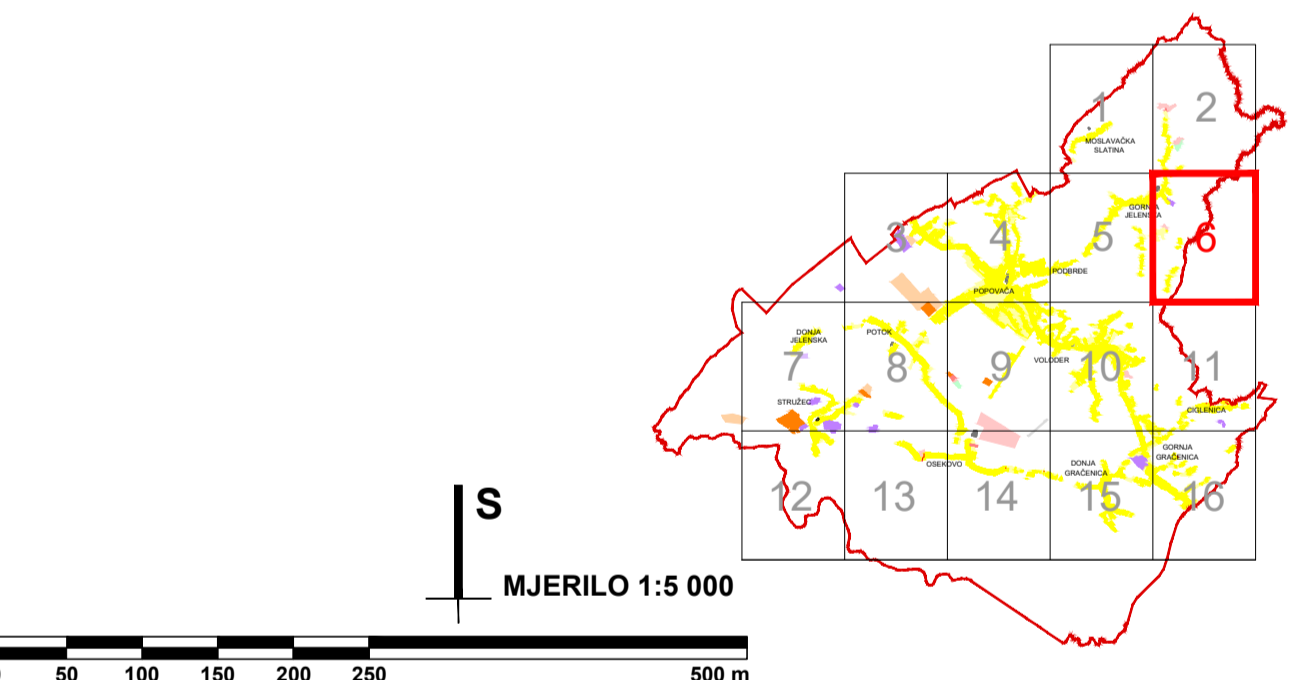 1
2
MOSLAVAČKA
SLATINA
3
4
5
6
GORNJA
JELENSKA
PODBRĐE
POPOVAČA
DONJA
JELENSKA
POTOK
7
8
9
10
11
VOLODER
STRUŽEC
CIGLENICA
OSEKOVO
DONJA
GRAČENICA
GORNJA
GRAČENICA
12
13
14
15
16
S
MJERILO 1:5 000
50 100 150 200 250 500 m